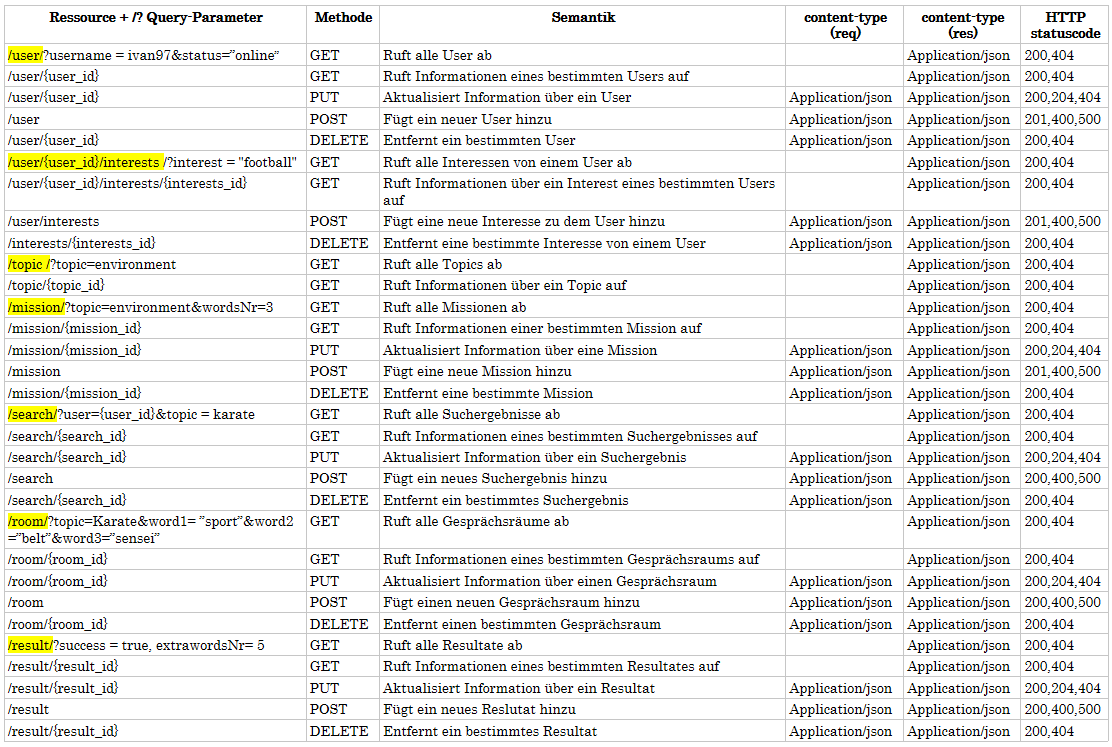 Ressource + /? Query-Parameter Methode Semantik content-type (req) content-type (res) HTTP statuscode
/user/?username = ivan97&status=”online” GET Ruft alle User ab Application/json 200,404
/user/{user_id} GET Ruft Informationen eines bestimmten Users auf Application/json 200,404
/user/{user_id} PUT Aktualisiert Information über ein User Application/json Application/json 200,204,404
/user POST Fügt ein neuer User hinzu Application/json Application/json 201,400,500
/user/{user_id} DELETE Entfernt ein bestimmten User Application/json Application/json 200,404
/user/{user_id}/interests /?interest = "football" GET Ruft alle Interessen von einem User ab Application/json 200,404
/user/{user_id}/interests/{interests_id} GET Ruft Informationen über ein Interest eines bestimmten Users Application/json 200,404
auf
/user/interests POST Fügt eine neue Interesse zu dem User hinzu Application/json Application/json 201,400,500
/interests/{interests_id} DELETE Entfernt eine bestimmte Interesse von einem User Application/json Application/json 200,404
/topic /?topic=environment GET Ruft alle Topics ab Application/json 200,404
/topic/{topic_id} GET Ruft Informationen über ein Topic auf Application/json 200,404
/mission/?topic=environment&wordsNr=3 GET Ruft alle Missionen ab Application/json 200,404
/mission/{mission_id} GET Ruft Informationen einer bestimmten Mission auf Application/json 200,404
/mission/{mission_id} PUT Aktualisiert Information über eine Mission Application/json Application/json 200,204,404
/mission POST Fügt eine neue Mission hinzu Application/json Application/json 201,400,500
/mission/{mission_id} DELETE Entfernt eine bestimmte Mission Application/json Application/json 200,404
/search/?user={user_id}&topic = karate GET Ruft alle Suchergebnisse ab Application/json 200,404
/search/{search_id} GET Ruft Informationen eines bestimmten Suchergebnisses auf Application/json 200,404
/search/{search_id} PUT Aktualisiert Information über ein Suchergebnis Application/json Application/json 200,204,404
/search POST Fügt ein neues Suchergebnis hinzu Application/json Application/json 200,400,500
/search/{search_id} DELETE Entfernt ein bestimmtes Suchergebnis Application/json Application/json 200,404
/room/?topic=Karate&word1= ”sport”&word2 GET Ruft alle Gesprächsräume ab Application/json 200,404
=”belt”&word3=”sensei”
/room/{room_id} GET Ruft Informationen eines bestimmten Gesprächsraums auf Application/json 200,404
/room/{room_id} PUT Aktualisiert Information über einen Gesprächsraum Application/json Application/json 200,204,404
/room POST Fügt einen neuen Gesprächsraum hinzu Application/json Application/json 200,400,500
/room/{room_id} DELETE Entfernt einen bestimmten Gesprächsraum Application/json Application/json 200,404
/result/?success = true, extrawordsNr= 5 GET Ruft alle Resultate ab Application/json 200,404
/result/{result_id} GET Ruft Informationen eines bestimmten Resultates auf Application/json 200,404
/result/{result_id} PUT Aktualisiert Information über ein Resultat Application/json Application/json 200,204,404
/result POST Fügt ein neues Reslutat hinzu Application/json Application/json 200,400,500
/result/{result_id} DELETE Entfernt ein bestimmtes Resultat Application/json Application/json 200,404